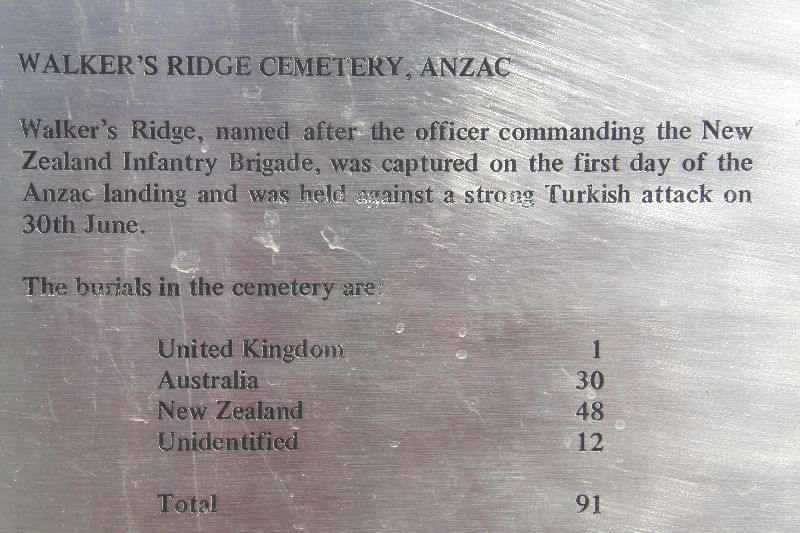 WALKER'S RIDGE CEMETERY, ANZAC
Walker's Ridge, named after the officer commanding the New
Zealand Infantry Brigade, was captured on the first day of the
Anzac landing and was held against a strong Turkish attack on
30th June.
The burials in the cemetery are:
United Kingdom 1
Australia 30
New Zealand 48
Unidentified 12
Total 91